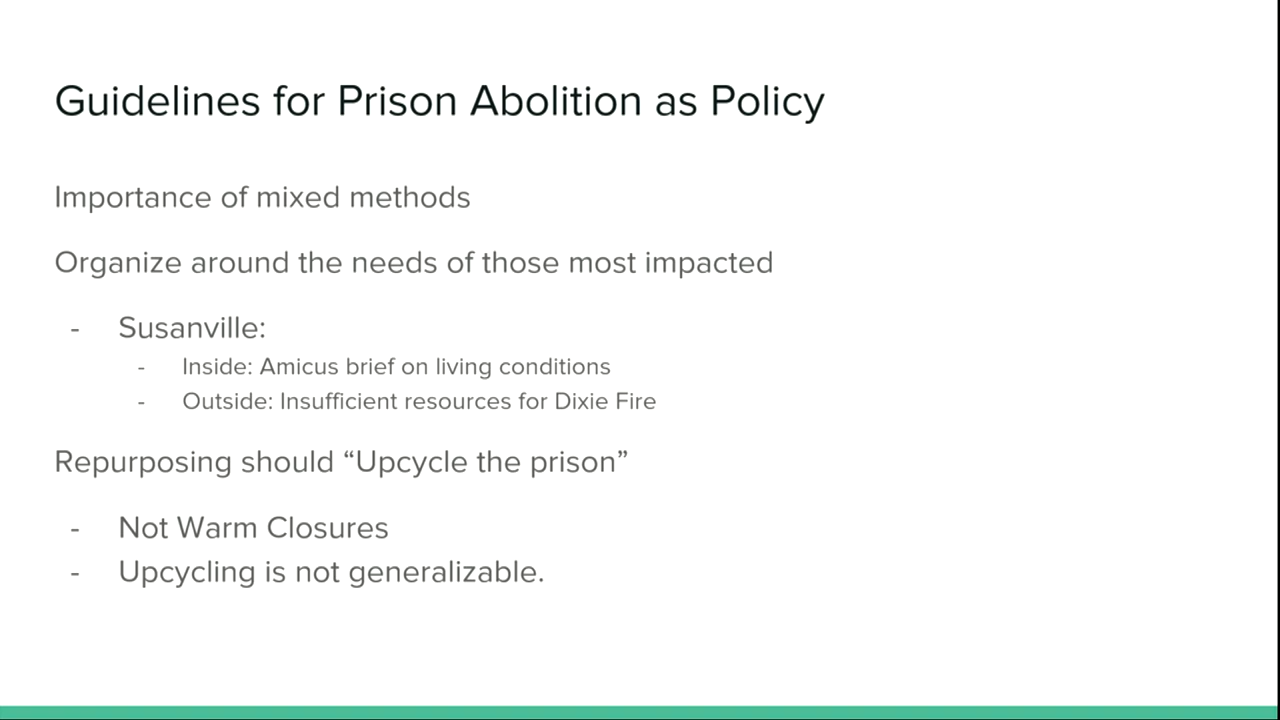 Guidelines for Prison Abolition as Policy
Importance of mixed methods
Organize around the needs of those most impacted
- Susanville:
- Inside: Amicus brief on living conditions
- Outside: Insufficient resources for Dixie Fire
Repurposing should “Upcycle the prison”
- Not Warm Closures
- Upcycling is not generalizable.